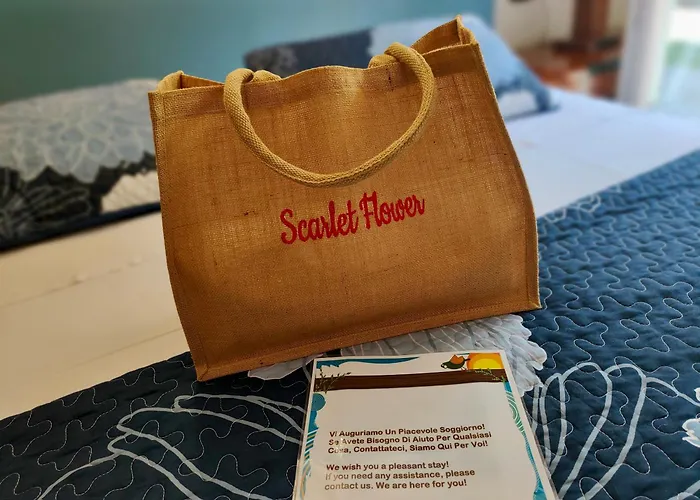 Scarlet Flower
Vi Auguriamo Un Piacevole Soggiorno!
Se Avete Bisogno Di Aiuto Per Qualsiasi
Cosa, Contattateci, Siamo Qui Per Voi!
We wish you a pleasant stay!
If you need any assistance, please
contact us. We are here for you!